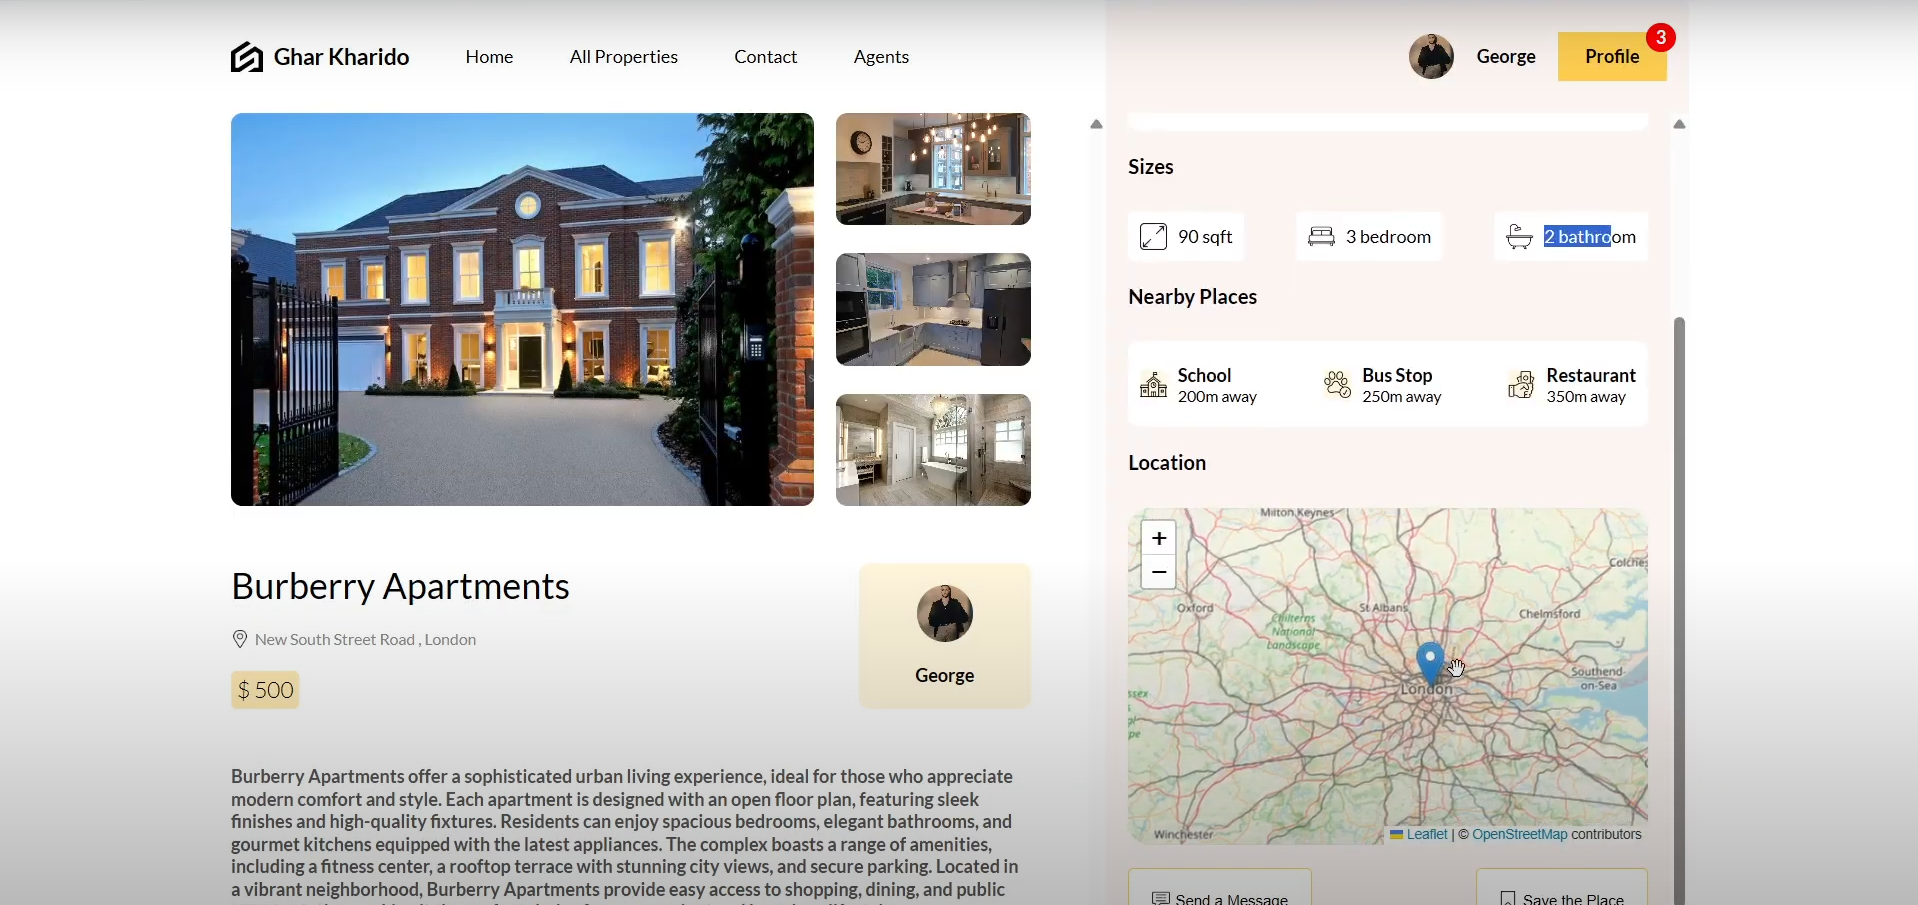 Ghar Kharido
Home
All Properties
Contact
Agents
George
Profile
3
Burberry Apartments
New South Street Road , London
$ 500
George
Burberry Apartments offer a sophisticated urban living experience, ideal for those who appreciate
modern comfort and style. Each apartment is designed with an open floor plan, featuring sleek
finishes and high-quality fixtures. Residents can enjoy spacious bedrooms, elegant bathrooms, and
gourmet kitchens equipped with the latest appliances. The complex boasts a range of amenities,
including a fitness center, a rooftop terrace with stunning city views, and secure parking. Located in
a vibrant neighborhood, Burberry Apartments provide easy access to shopping, dining, and public
Sizes
90 sqft
3 bedroom
2 bathroom
Nearby Places
School
200m away
Bus Stop
250m away
Restaurant
350m away
Location
+
−
Milton Keynes
Colches
Oxford
St Albans
Chelmsford
Chilterns
National
Landscape
London
Southend-
on-Sea
ssex
pe
Winchester
Leaflet | © OpenStreetMap contributors
Send a Message
Save the Place